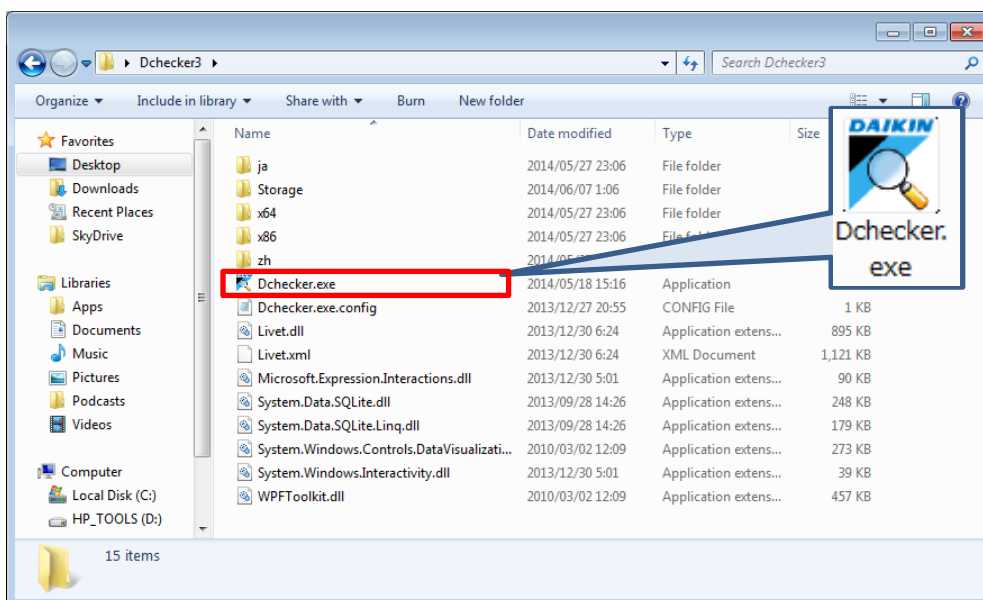 Dchecker3
Search Dchecker3
Organize
Include in library
Share with
Burn
New folder
Name Date modified Type Size
ja 2014/05/27 23:06 File folder
Storage 2014/06/07 1:06 File folder
x64 2014/05/27 23:06 File folder
x86 2014/05/27 23:06 File folder
zh
Dchecker.exe 2014/05/18 15:16 Application
Dchecker.exe.config 2013/12/27 20:55 CONFIG File 1 KB
Livet.dll 2013/12/30 6:24 Application extens... 895 KB
Livet.xml 2013/12/30 6:24 XML Document 1,121 KB
Microsoft.Expression.Interactions.dll 2013/12/30 5:01 Application extens... 90 KB
System.Data.SQLite.dll 2013/09/28 14:26 Application extens... 248 KB
System.Data.SQLite.Linq.dll 2013/09/28 14:26 Application extens... 179 KB
System.Windows.Controls.DataVisualizati... 2010/03/02 12:09 Application extens... 273 KB
System.Windows.Interactivity.dll 2013/12/30 5:01 Application extens... 39 KB
WPFToolkit.dll 2010/03/02 12:09 Application extens... 457 KB
Favorites
Desktop
Downloads
Recent Places
SkyDrive
Libraries
Apps
Documents
Music
Pictures
Podcasts
Videos
Computer
Local Disk (C:)
HP_TOOLS (D:)
DAIKIN
Dchecker.
exe
15 items